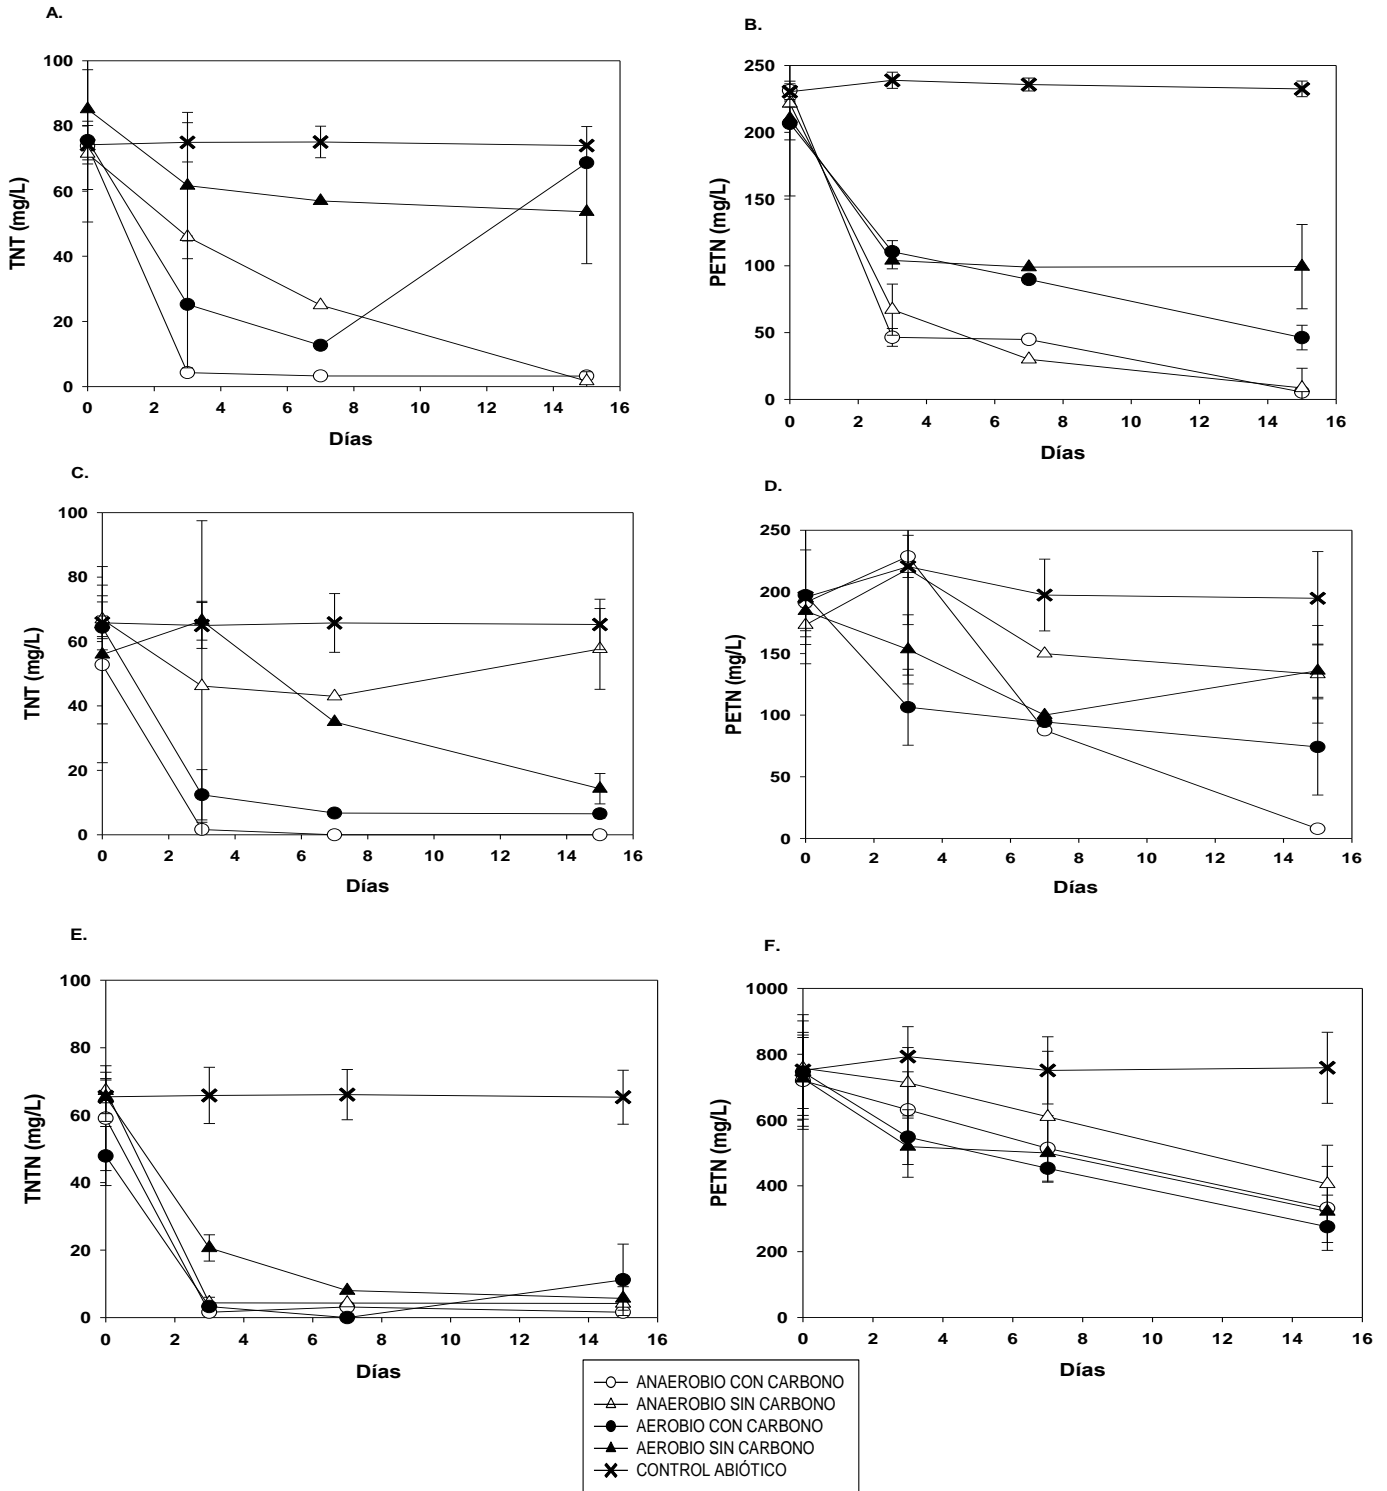 A.
100
80
60
40
20
0
TNT (mg/L)
0 2 4 6 8 10 12 14 16
Días
B.
250
200
150
100
50
0
PETN (mg/L)
0 2 4 6 8 10 12 14 16
Días
C.
100
80
60
40
20
0
TNT (mg/L)
0 2 4 6 8 10 12 14 16
Días
D.
250
200
150
100
50
0
PETN (mg/L)
0 2 4 6 8 10 12 14 16
Días
E.
100
80
60
40
20
0
TNTN (mg/L)
0 2 4 6 8 10 12 14 16
Días
F.
1000
800
600
400
200
0
PETN (mg/L)
0 2 4 6 8 10 12 14 16
Días
ANAEROBIO CON CARBONO
ANAEROBIO SIN CARBONO
AEROBIO CON CARBONO
AEROBIO SIN CARBONO
CONTROL ABIÓTICO